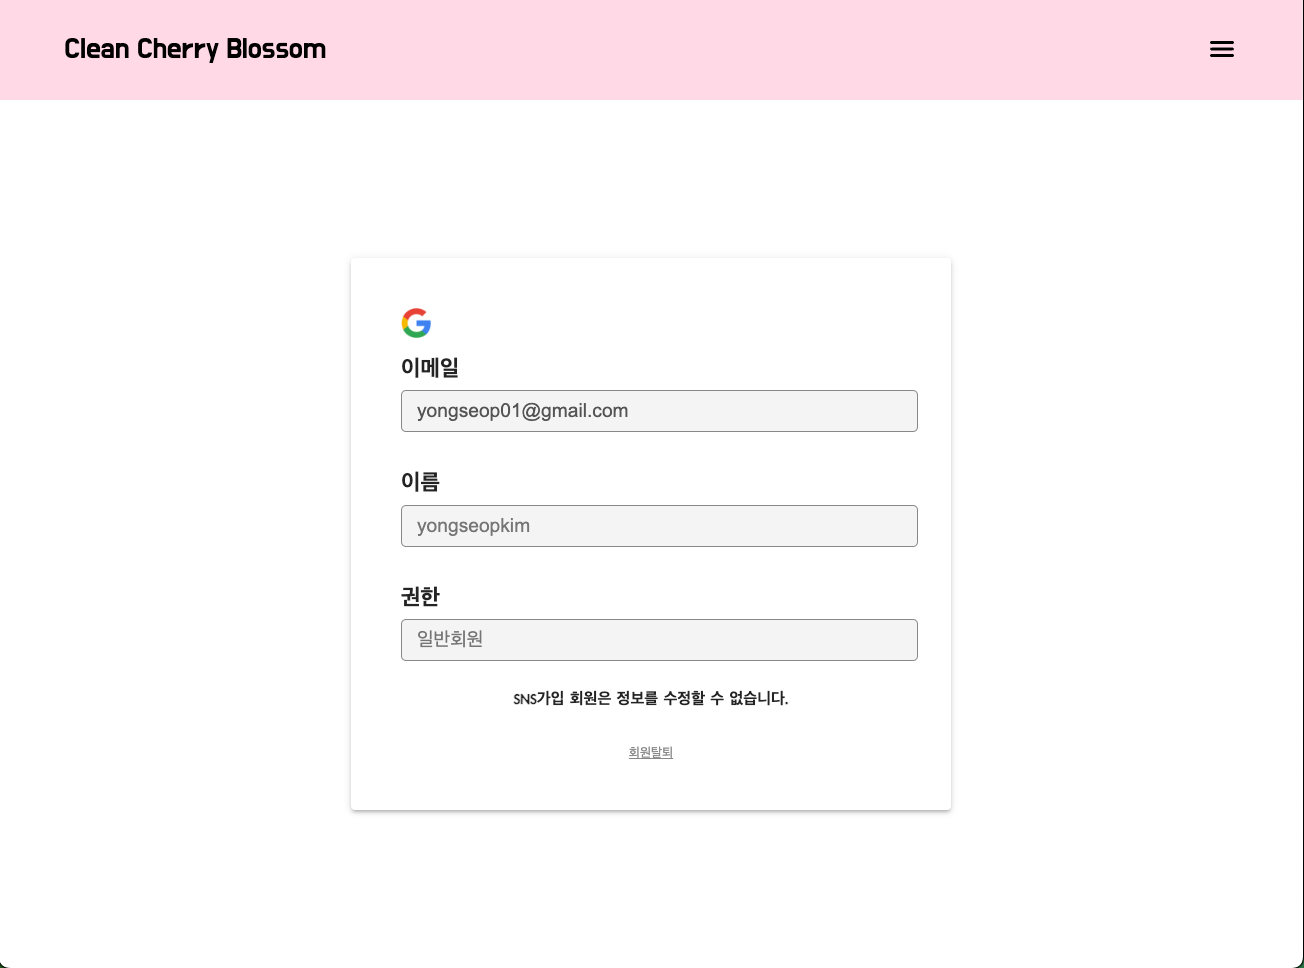 Clean Cherry Blossom
이메일
yongseop01@gmail.com
이름
yongseopkim
권한
일반회원
SNS가입 회원은 정보를 수정할 수 없습니다.
회원탈퇴